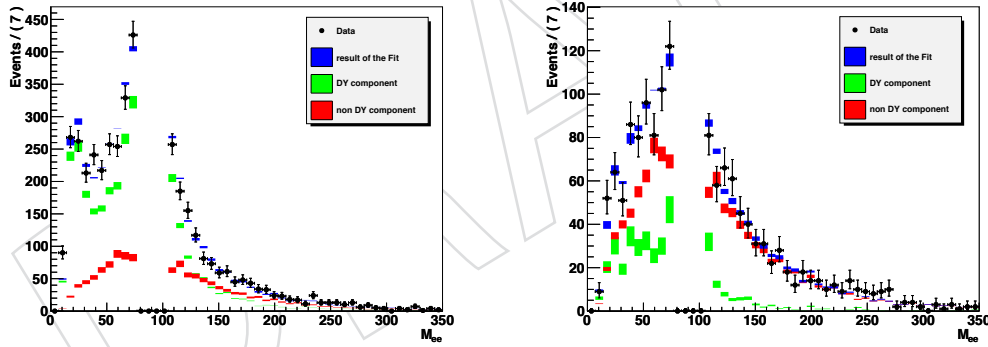 Events / ( 7 )
450
400
350
300
250
200
150
100
50
0
0 50 100 150 200 250 300 350
M_ee
Data
result of the Fit
DY component
non DY component
Events / ( 7 )
140
120
100
80
60
40
20
0
0 50 100 150 200 250 300 350
M_ee
Data
result of the Fit
DY component
non DY component